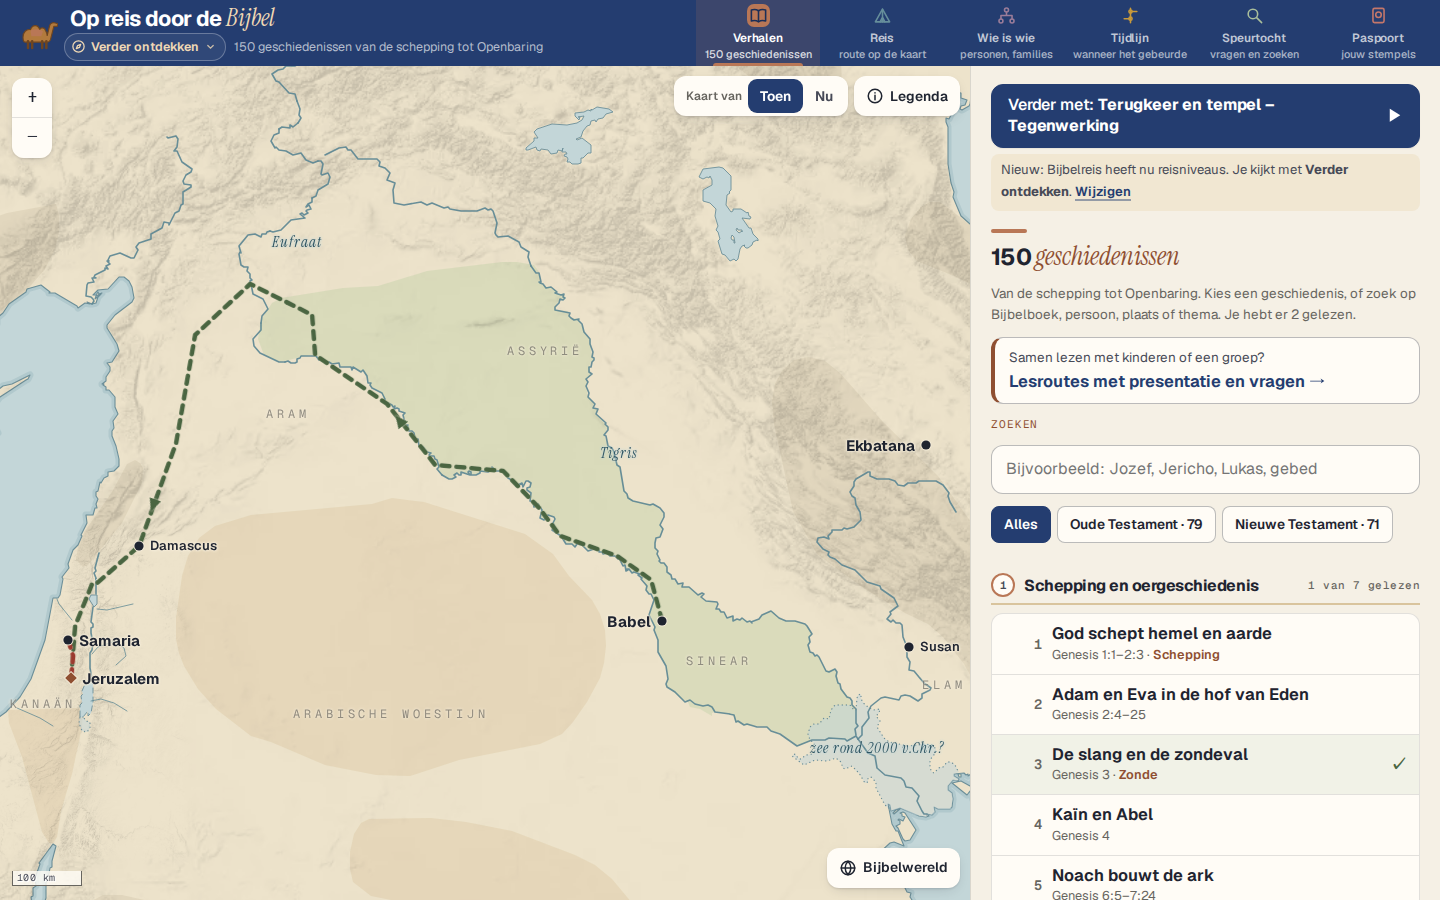 Op reis door de Bijbel
Verder ontdekken
150 geschiedenissen van de schepping tot Openbaring
Verhalen
150 geschiedenissen
Reis
route op de kaart
Wie is wie
personen, families
Tijdlijn
wanneer het gebeurde
Speurtocht
vragen en zoeken
Paspoort
jouw stempels
+
−
Kaart van Toen Nu
Legenda
Eufraat
ASSYRIË
ARAM
Tigris
Ekbatana
Damascus
Babel
Samaria
Susan
SINEAR
Jeruzalem
ELAM
KANAÄN
ARABISCHE WOESTIJN
zee rond 2000 v.Chr.?
Bijbelwereld
100 km
Verder met: Terugkeer en tempel –
Tegenwerking
Nieuw: Bijbelreis heeft nu reisniveaus. Je kijkt met Verder
ontdekken. Wijzigen
150 geschiedenissen
Van de schepping tot Openbaring. Kies een geschiedenis, of zoek op
Bijbelboek, persoon, plaats of thema. Je hebt er 2 gelezen.
Samen lezen met kinderen of een groep?
Lesroutes met presentatie en vragen →
ZOEKEN
Bijvoorbeeld: Jozef, Jericho, Lukas, gebed
Alles
Oude Testament · 79
Nieuwe Testament · 71
1 Schepping en oergeschiedenis 1 van 7 gelezen
1 God schept hemel en aarde
Genesis 1:1–2:3 · Schepping
2 Adam en Eva in de hof van Eden
Genesis 2:4–25
3 De slang en de zondeval ✓
Genesis 3 · Zonde
4 Kaïn en Abel
Genesis 4
5 Noach bouwt de ark
Genesis 6:5–7:24